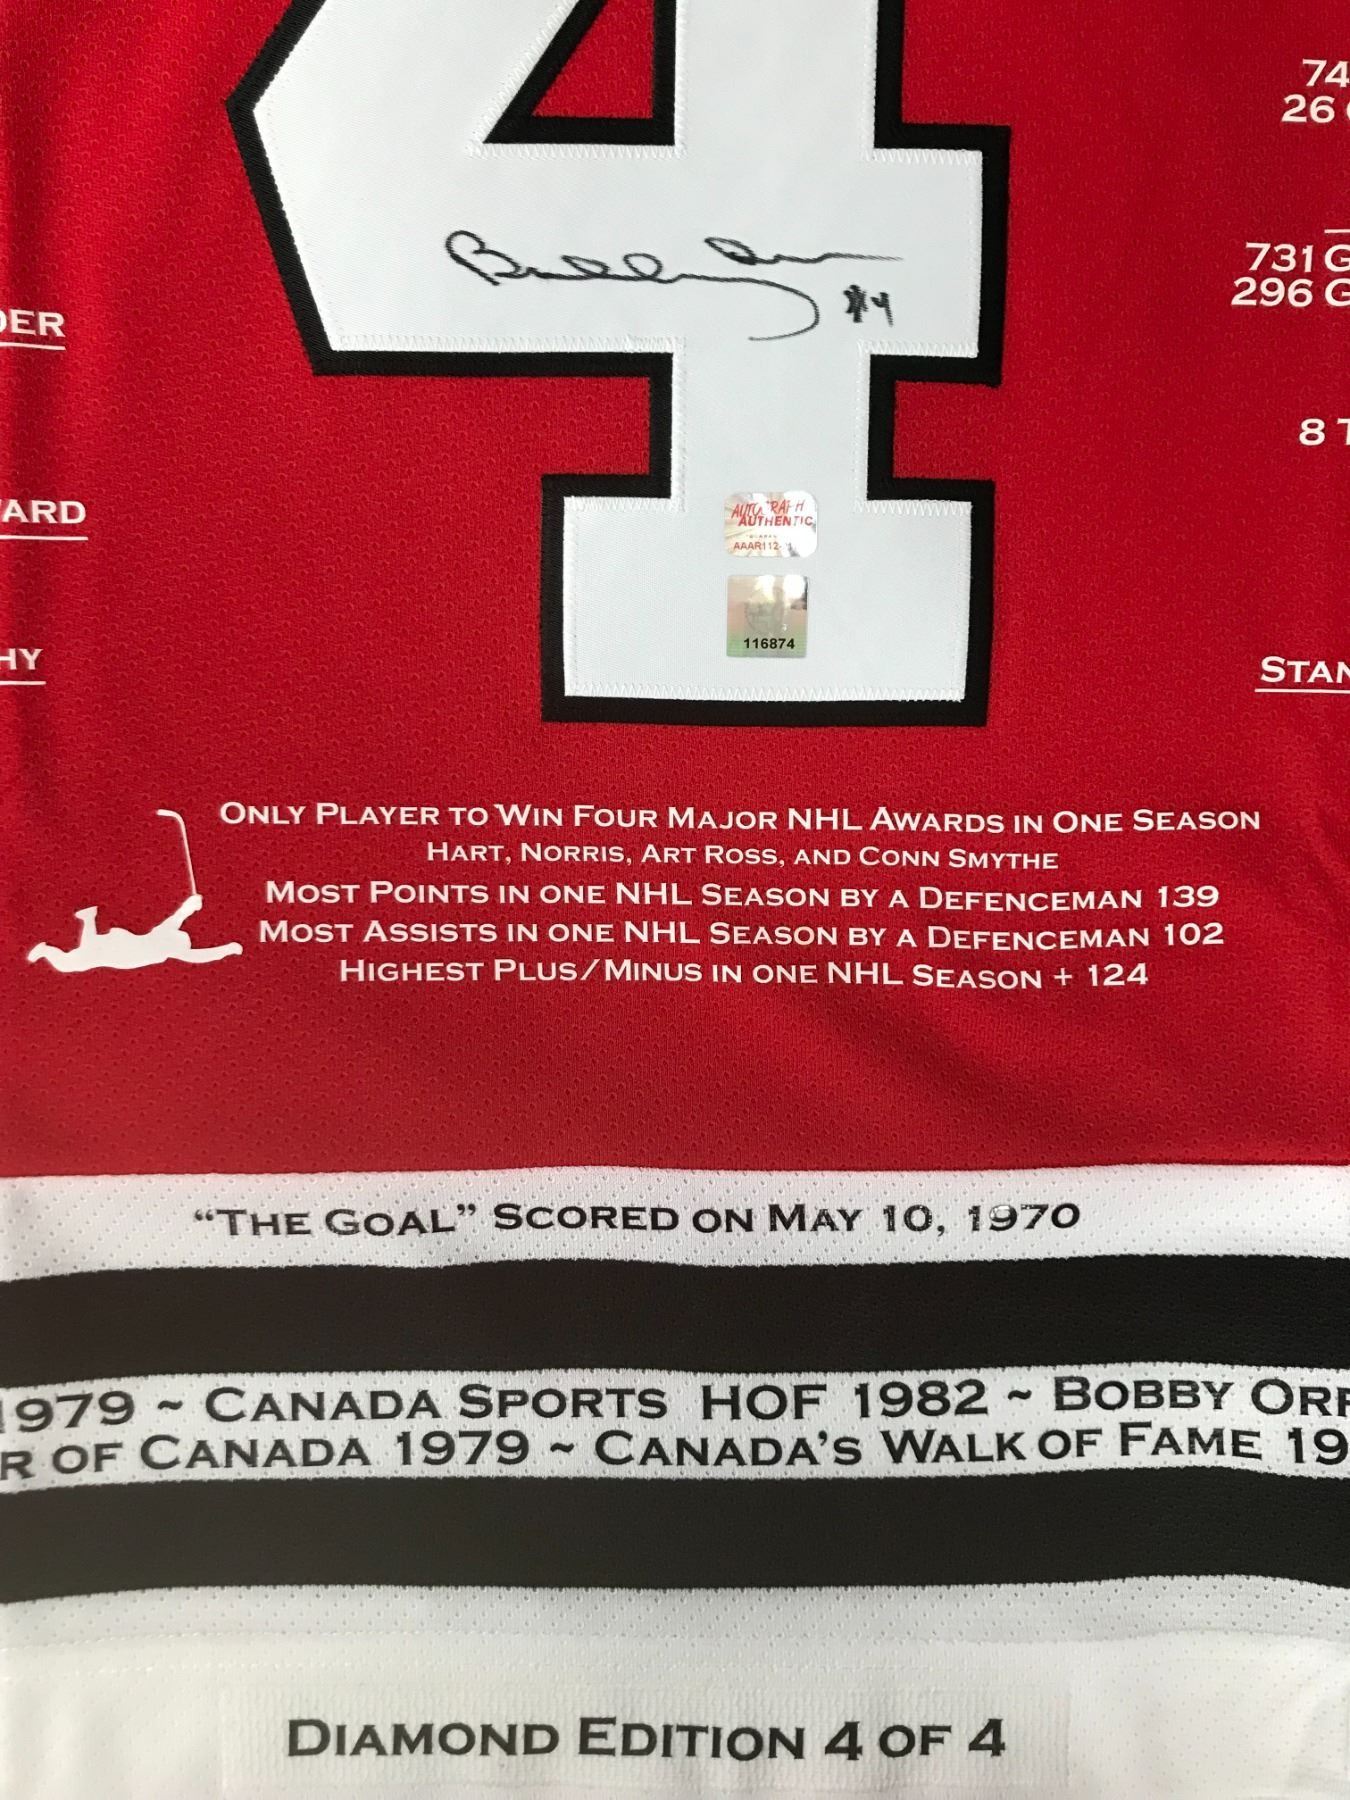 74
26
Bobby Orr #4
731 G
296 G
DER
8 T
WARD
AUTOGRAPH
AUTHENTIC
AAAR112-
116874
HY
STAN
ONLY PLAYER TO WIN FOUR MAJOR NHL AWARDS IN ONE SEASON
HART, NORRIS, ART ROSS, AND CONN SMYTHE
MOST POINTS IN ONE NHL SEASON BY A DEFENCEMAN 139
MOST ASSISTS IN ONE NHL SEASON BY A DEFENCEMAN 102
HIGHEST PLUS/MINUS IN ONE NHL SEASON + 124
“THE GOAL” SCORED ON MAY 10, 1970
1979 ~ CANADA SPORTS HOF 1982 ~ BOBBY ORR
R OF CANADA 1979 ~ CANADA'S WALK OF FAME 19
DIAMOND EDITION 4 OF 4